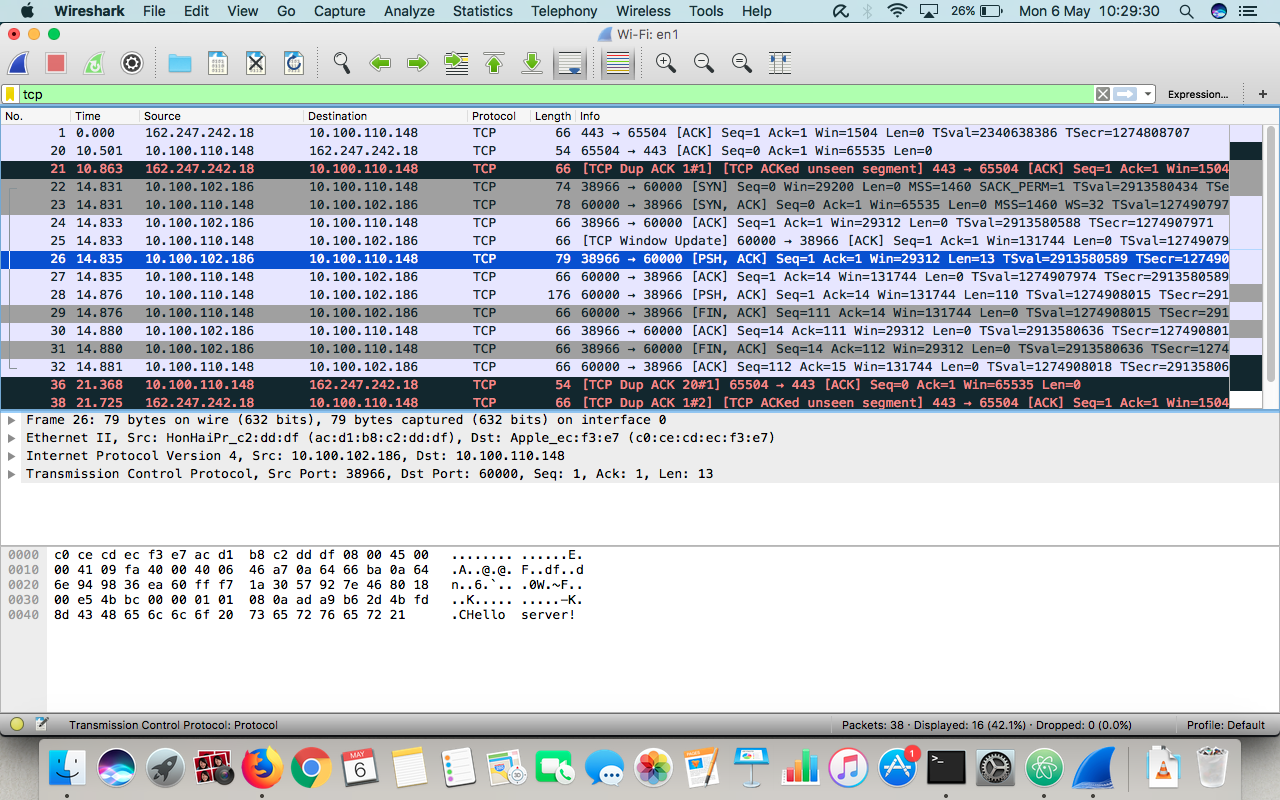 Wireshark File Edit View Go Capture Analyze Statistics Telephony Wireless Tools Help 26% Mon 6 May 10:29:30
Wi-Fi: en1
tcp Expression... +
No. Time Source Destination Protocol Length Info
1 0.000 162.247.242.18 10.100.110.148 TCP 66 443 → 65504 [ACK] Seq=1 Ack=1 Win=1504 Len=0 TSval=2340638386 TSecr=1274808707
20 10.501 10.100.110.148 162.247.242.18 TCP 54 65504 → 443 [ACK] Seq=0 Ack=1 Win=65535 Len=0
21 10.863 162.247.242.18 10.100.110.148 TCP 66 [TCP Dup ACK 1#1] [TCP ACKed unseen segment] 443 → 65504 [ACK] Seq=1 Ack=1 Win=1504
22 14.831 10.100.102.186 10.100.110.148 TCP 74 38966 → 60000 [SYN] Seq=0 Win=29200 Len=0 MSS=1460 SACK_PERM=1 TSval=2913580434 TSe
23 14.831 10.100.110.148 10.100.102.186 TCP 78 60000 → 38966 [SYN, ACK] Seq=0 Ack=1 Win=65535 Len=0 MSS=1460 WS=32 TSval=127490797
24 14.833 10.100.102.186 10.100.110.148 TCP 66 38966 → 60000 [ACK] Seq=1 Ack=1 Win=29312 Len=0 TSval=2913580588 TSecr=1274907971
25 14.833 10.100.110.148 10.100.102.186 TCP 66 [TCP Window Update] 60000 → 38966 [ACK] Seq=1 Ack=1 Win=131744 Len=0 TSval=12749079
26 14.835 10.100.102.186 10.100.110.148 TCP 79 38966 → 60000 [PSH, ACK] Seq=1 Ack=1 Win=29312 Len=13 TSval=2913580589 TSecr=127490
27 14.835 10.100.110.148 10.100.102.186 TCP 66 60000 → 38966 [ACK] Seq=1 Ack=14 Win=131744 Len=0 TSval=1274907974 TSecr=2913580589
28 14.876 10.100.110.148 10.100.102.186 TCP 176 60000 → 38966 [PSH, ACK] Seq=1 Ack=14 Win=131744 Len=110 TSval=1274908015 TSecr=291
29 14.876 10.100.110.148 10.100.102.186 TCP 66 60000 → 38966 [FIN, ACK] Seq=111 Ack=14 Win=131744 Len=0 TSval=1274908015 TSecr=291
30 14.880 10.100.102.186 10.100.110.148 TCP 66 38966 → 60000 [ACK] Seq=14 Ack=111 Win=29312 Len=0 TSval=2913580636 TSecr=127490801
31 14.880 10.100.102.186 10.100.110.148 TCP 66 38966 → 60000 [FIN, ACK] Seq=14 Ack=112 Win=29312 Len=0 TSval=2913580636 TSecr=1274
32 14.881 10.100.110.148 10.100.102.186 TCP 66 60000 → 38966 [ACK] Seq=112 Ack=15 Win=131744 Len=0 TSval=1274908018 TSecr=29135806
36 21.368 10.100.110.148 162.247.242.18 TCP 54 [TCP Dup ACK 20#1] 65504 → 443 [ACK] Seq=0 Ack=1 Win=65535 Len=0
38 21.725 162.247.242.18 10.100.110.148 TCP 66 [TCP Dup ACK 1#2] [TCP ACKed unseen segment] 443 → 65504 [ACK] Seq=1 Ack=1 Win=1504
Frame 26: 79 bytes on wire (632 bits), 79 bytes captured (632 bits) on interface 0
Ethernet II, Src: HonHaiPr_c2:dd:df (ac:d1:b8:c2:dd:df), Dst: Apple_ec:f3:e7 (c0:ce:cd:ec:f3:e7)
Internet Protocol Version 4, Src: 10.100.102.186, Dst: 10.100.110.148
Transmission Control Protocol, Src Port: 38966, Dst Port: 60000, Seq: 1, Ack: 1, Len: 13
0000 c0 ce cd ec f3 e7 ac d1 b8 c2 dd df 08 00 45 00 ........ ......E.
0010 00 41 09 fa 40 00 40 06 46 a7 0a 64 66 ba 0a 64 .A..@.@. F..df..d
0020 6e 94 98 36 ea 60 ff f7 1a 30 57 92 7e 46 80 18 n..6.`.. .0W.~F..
0030 00 e5 4b bc 00 00 01 01 08 0a ad a9 b6 2d 4b fd ..K..... .....-K.
0040 8d 43 48 65 6c 6c 6f 20 73 65 72 76 65 72 21 .CHello server!
Transmission Control Protocol: Protocol Packets: 38 · Displayed: 16 (42.1%) · Dropped: 0 (0.0%) Profile: Default
MAY 6
1
>_